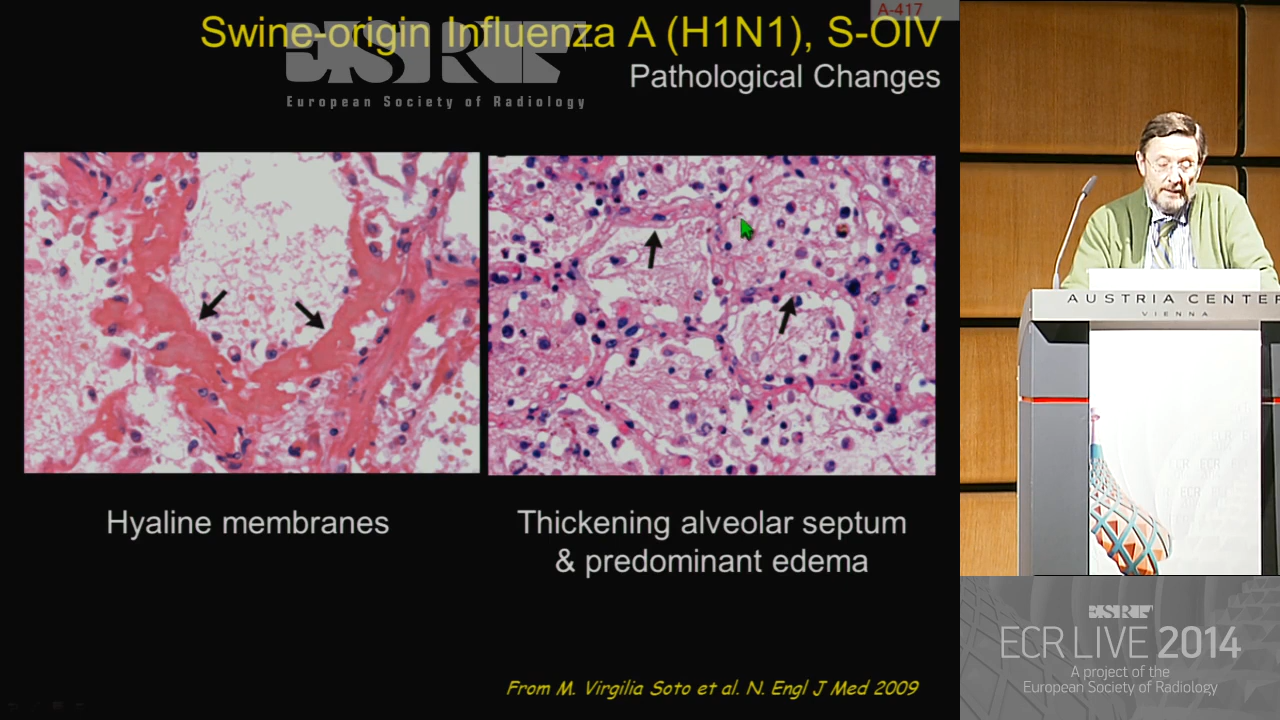 A-417
Swine-origin Influenza A (H1N1), S-OIV
ESR
European Society of Radiology
Pathological Changes
Hyaline membranes
Thickening alveolar septum
& predominant edema
From M. Virgilia Soto et al. N. Engl J Med 2009
AUSTRIA CENTER
VIENNA
ESR
ECR LIVE 2014
A project of the
European Society of Radiology